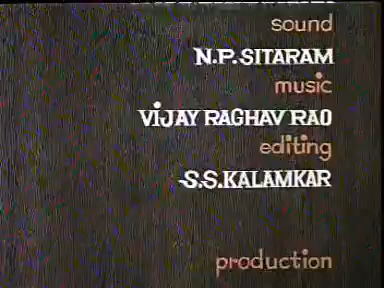 sound
N.P.SITARAM
music
VIJAY RAGHAV RAO
editing
S.S.KALAMKAR
production